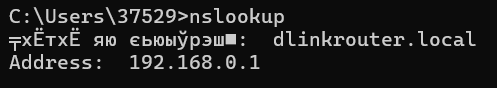 C:\Users\37529>nslookup
╤хЁтхЁ яю єьюыўрэш■:  dlinkrouter.local
Address:  192.168.0.1